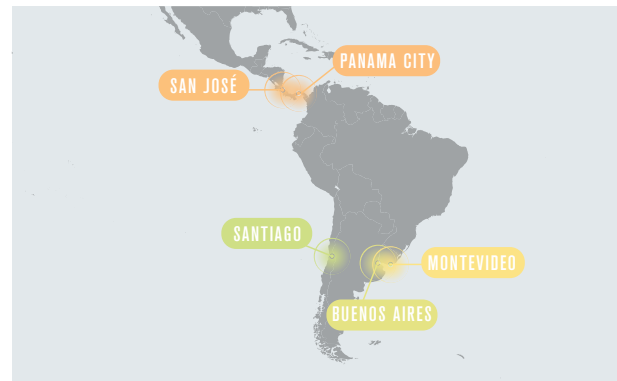 PANAMA CITY
SAN JOSÉ
SANTIAGO
MONTEVIDEO
BUENOS AIRES